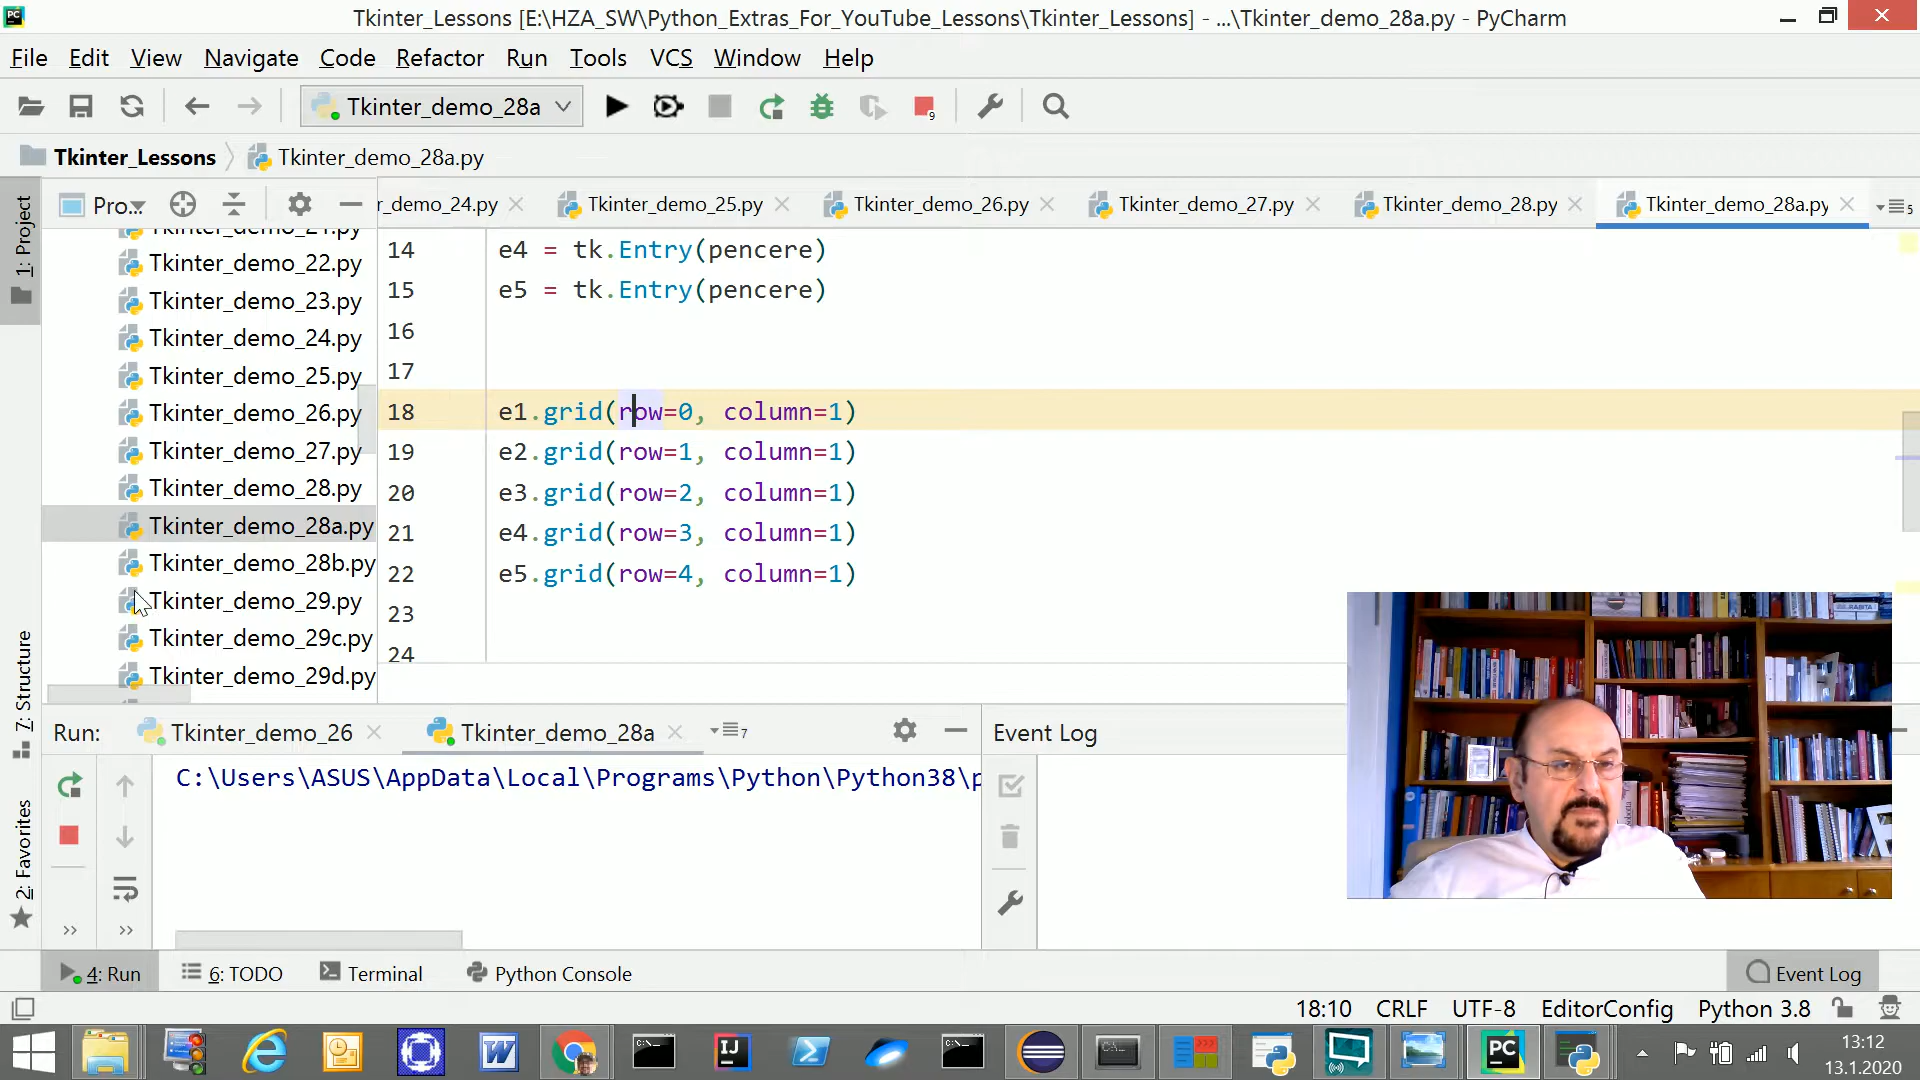 Tkinter_Lessons [E:\HZA_SW\Python_Extras_For_YouTube_Lessons\Tkinter_Lessons] - ...\Tkinter_demo_28a.py - PyCharm
File Edit View Navigate Code Refactor Run Tools VCS Window Help
Tkinter_demo_28a
9
Tkinter_Lessons Tkinter_demo_28a.py
1: Project
7: Structure
2: Favorites
Pro...
r_demo_24.py Tkinter_demo_25.py Tkinter_demo_26.py Tkinter_demo_27.py Tkinter_demo_28.py Tkinter_demo_28a.py 5
Tkinter_demo_22.py
Tkinter_demo_23.py
Tkinter_demo_24.py
Tkinter_demo_25.py
Tkinter_demo_26.py
Tkinter_demo_27.py
Tkinter_demo_28.py
Tkinter_demo_28a.py
Tkinter_demo_28b.py
Tkinter_demo_29.py
Tkinter_demo_29c.py
Tkinter_demo_29d.py
14 e4 = tk.Entry(pencere)
15 e5 = tk.Entry(pencere)
16
17
18 e1.grid(row=0, column=1)
19 e2.grid(row=1, column=1)
20 e3.grid(row=2, column=1)
21 e4.grid(row=3, column=1)
22 e5.grid(row=4, column=1)
23
24
Run: Tkinter_demo_26 Tkinter_demo_28a 7
Event Log
C:\Users\ASUS\AppData\Local\Programs\Python\Python38\p
4: Run 6: TODO Terminal Python Console Event Log
18:10 CRLF UTF-8 EditorConfig Python 3.8
13:12
13.1.2020